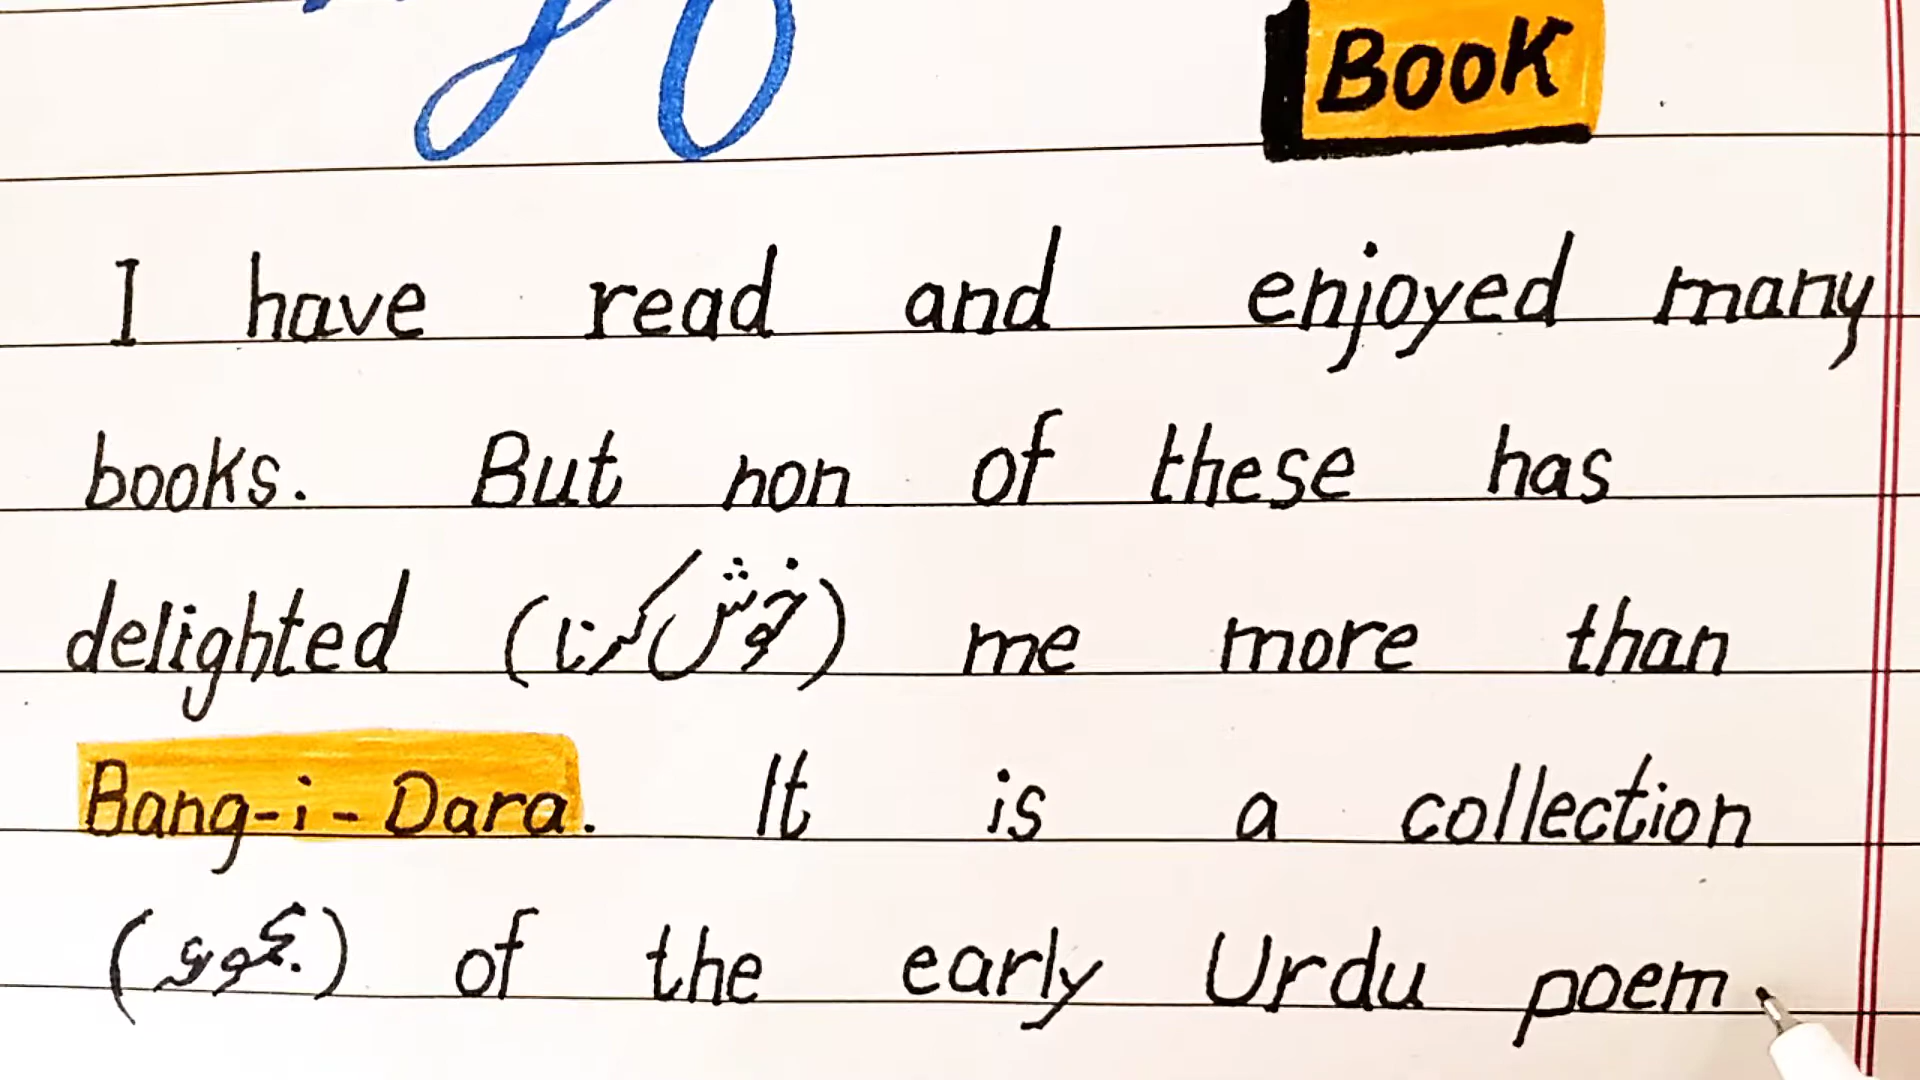 BOOK
I have read and enjoyed many
books. But non of these has
delighted (خوش کرنا) me more than
Bang-i-Dara. It is a collection
of the early Urdu poem